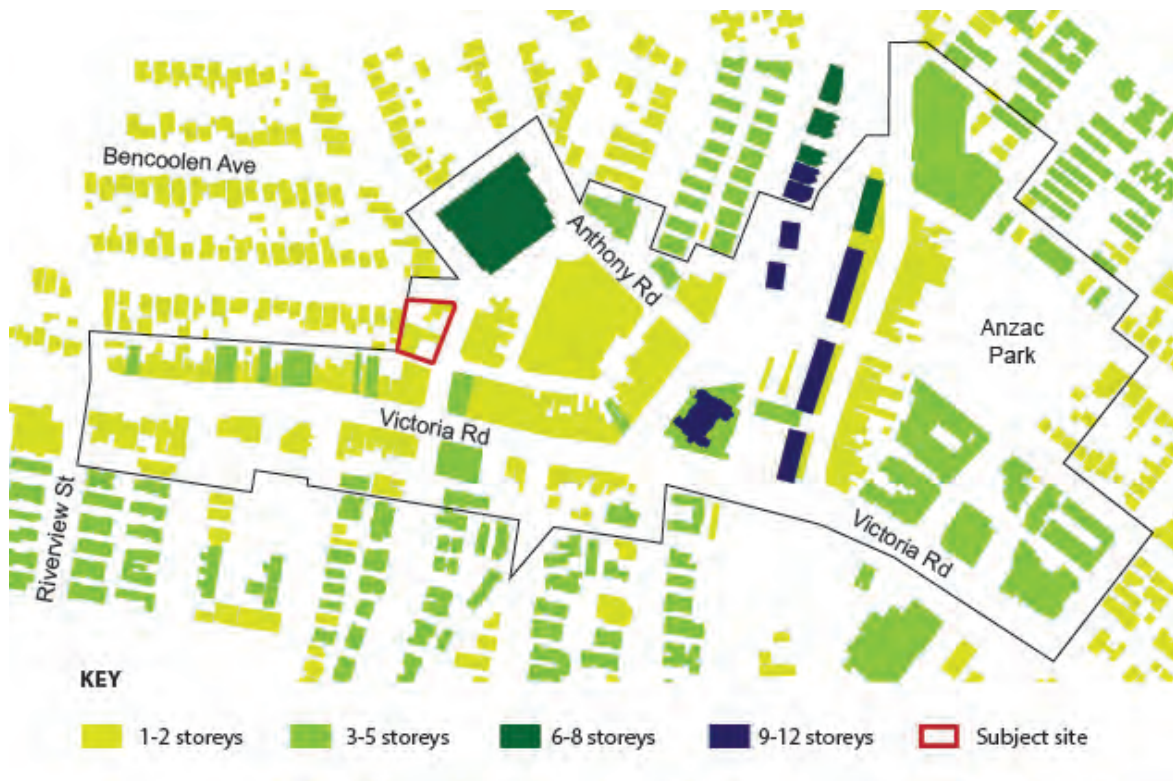 Bencoolen Ave
Anthony Rd
Anzac
Park
Victoria Rd
Victoria Rd
Riverview St
KEY
1-2 storeys
3-5 storeys
6-8 storeys
9-12 storeys
Subject site